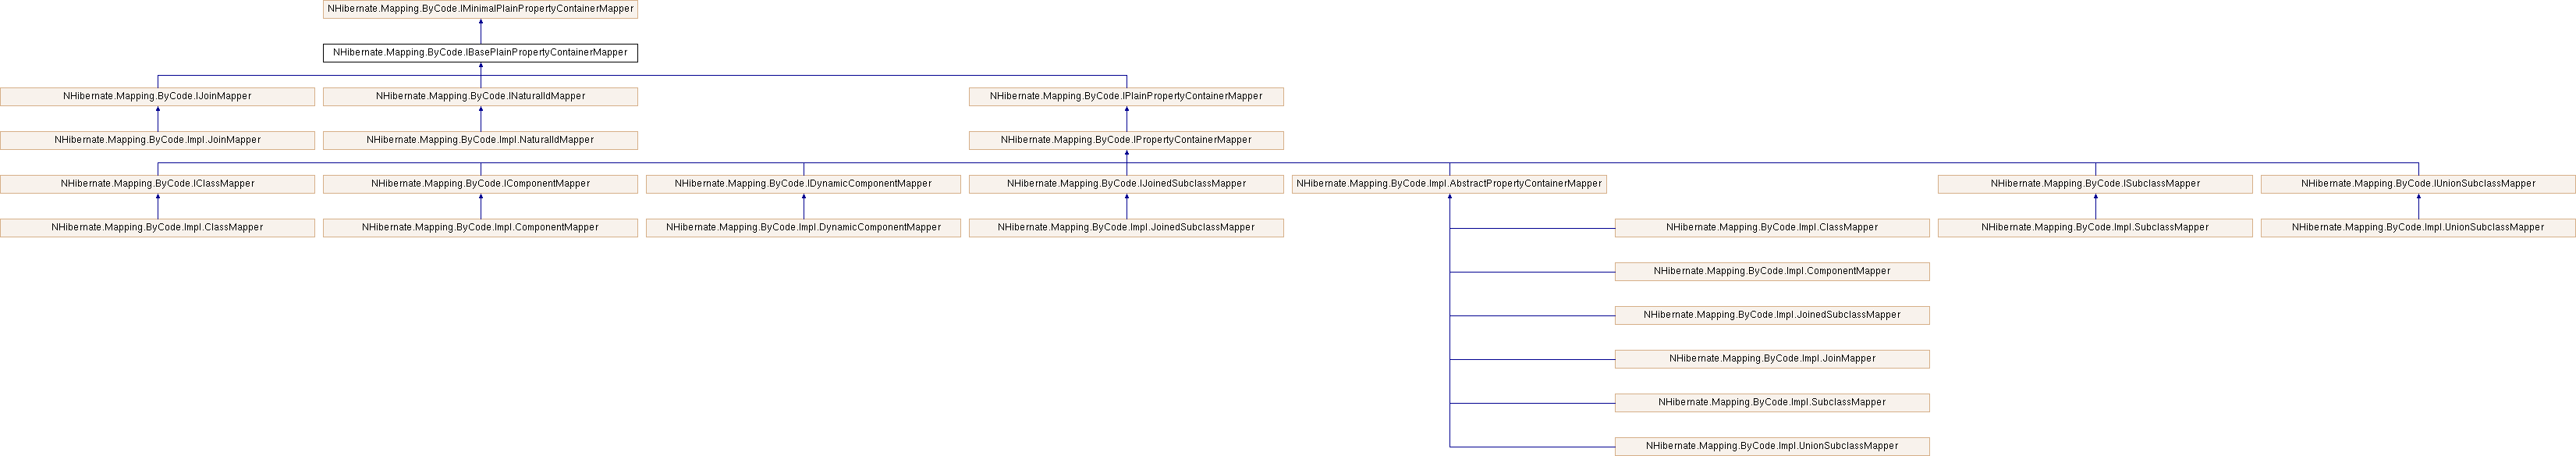 NHibernate.Mapping.ByCode.IMinimalPlainPropertyContainerMapper
NHibernate.Mapping.ByCode.IBasePlainPropertyContainerMapper
NHibernate.Mapping.ByCode.IJoinMapper
NHibernate.Mapping.ByCode.INaturalIdMapper
NHibernate.Mapping.ByCode.IPlainPropertyContainerMapper
NHibernate.Mapping.ByCode.Impl.JoinMapper
NHibernate.Mapping.ByCode.Impl.NaturalIdMapper
NHibernate.Mapping.ByCode.IPropertyContainerMapper
NHibernate.Mapping.ByCode.IClassMapper
NHibernate.Mapping.ByCode.IComponentMapper
NHibernate.Mapping.ByCode.IDynamicComponentMapper
NHibernate.Mapping.ByCode.IJoinedSubclassMapper
NHibernate.Mapping.ByCode.Impl.AbstractPropertyContainerMapper
NHibernate.Mapping.ByCode.ISubclassMapper
NHibernate.Mapping.ByCode.IUnionSubclassMapper
NHibernate.Mapping.ByCode.Impl.ClassMapper
NHibernate.Mapping.ByCode.Impl.ComponentMapper
NHibernate.Mapping.ByCode.Impl.DynamicComponentMapper
NHibernate.Mapping.ByCode.Impl.JoinedSubclassMapper
NHibernate.Mapping.ByCode.Impl.ClassMapper
NHibernate.Mapping.ByCode.Impl.SubclassMapper
NHibernate.Mapping.ByCode.Impl.UnionSubclassMapper
NHibernate.Mapping.ByCode.Impl.ComponentMapper
NHibernate.Mapping.ByCode.Impl.JoinedSubclassMapper
NHibernate.Mapping.ByCode.Impl.JoinMapper
NHibernate.Mapping.ByCode.Impl.SubclassMapper
NHibernate.Mapping.ByCode.Impl.UnionSubclassMapper